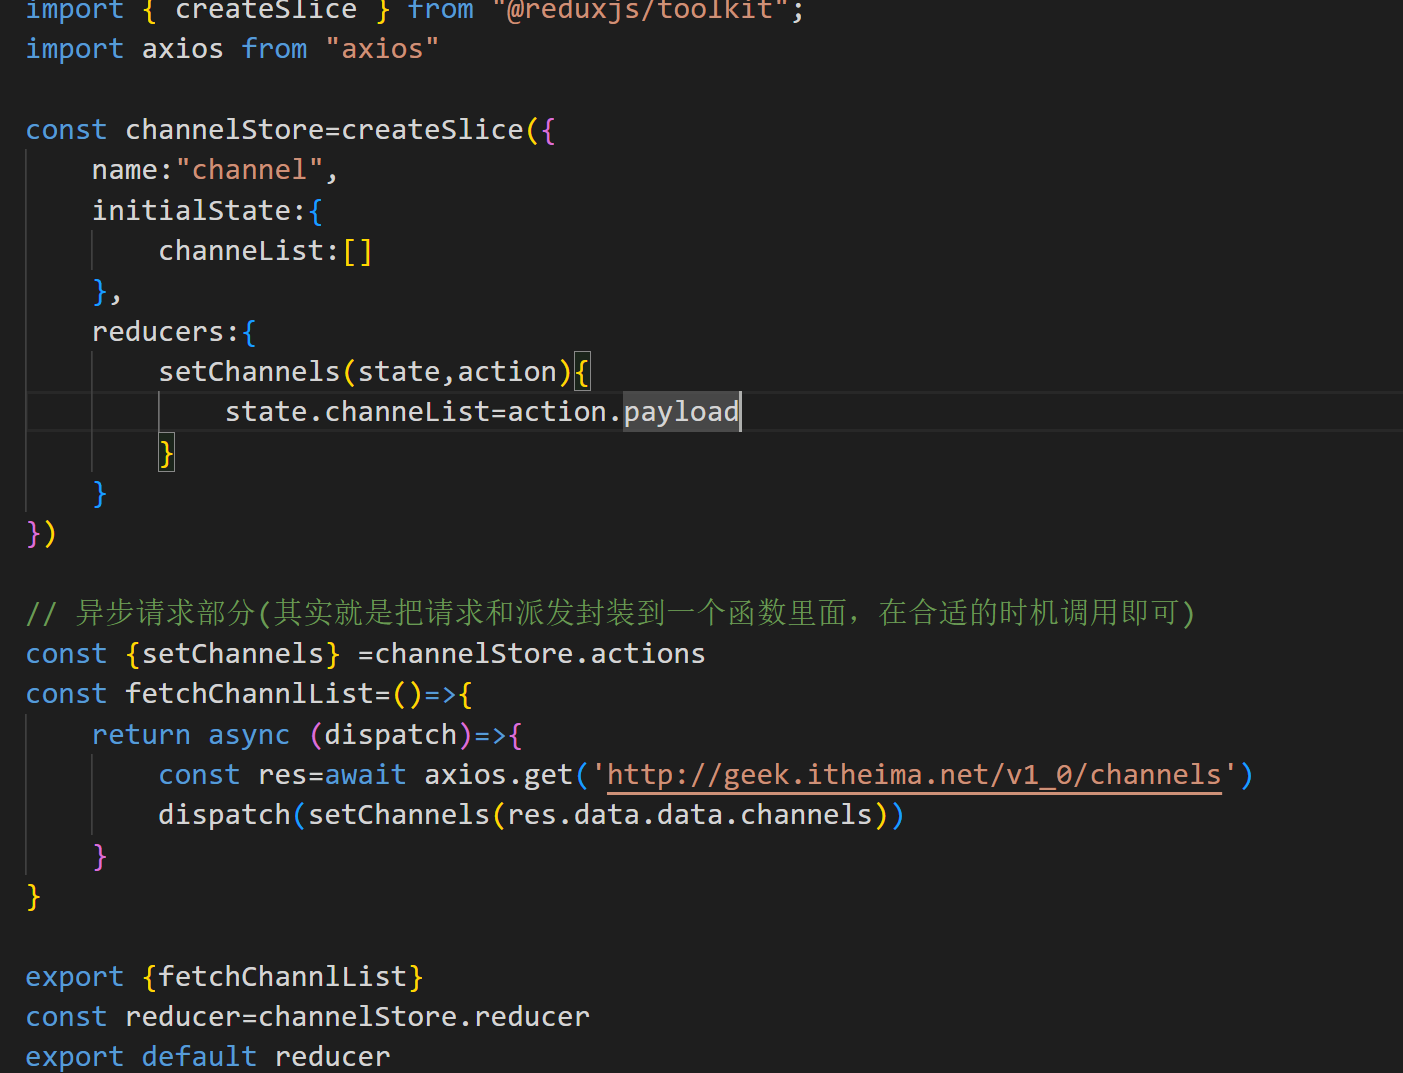 import { createSlice } from "@reduxjs/toolkit";
import axios from "axios"
const channelStore=createSlice({
name:"channel",
initialState:{
channeList:[]
},
reducers:{
setChannels(state,action){
state.channeList=action.payload
}
}
})
// 异步请求部分(其实就是把请求和派发封装到一个函数里面，在合适的时机调用即可)
const {setChannels} =channelStore.actions
const fetchChannlList=()=>{
return async (dispatch)=>{
const res=await axios.get('http://geek.itheima.net/v1_0/channels')
dispatch(setChannels(res.data.data.channels))
}
}
export {fetchChannlList}
const reducer=channelStore.reducer
export default reducer